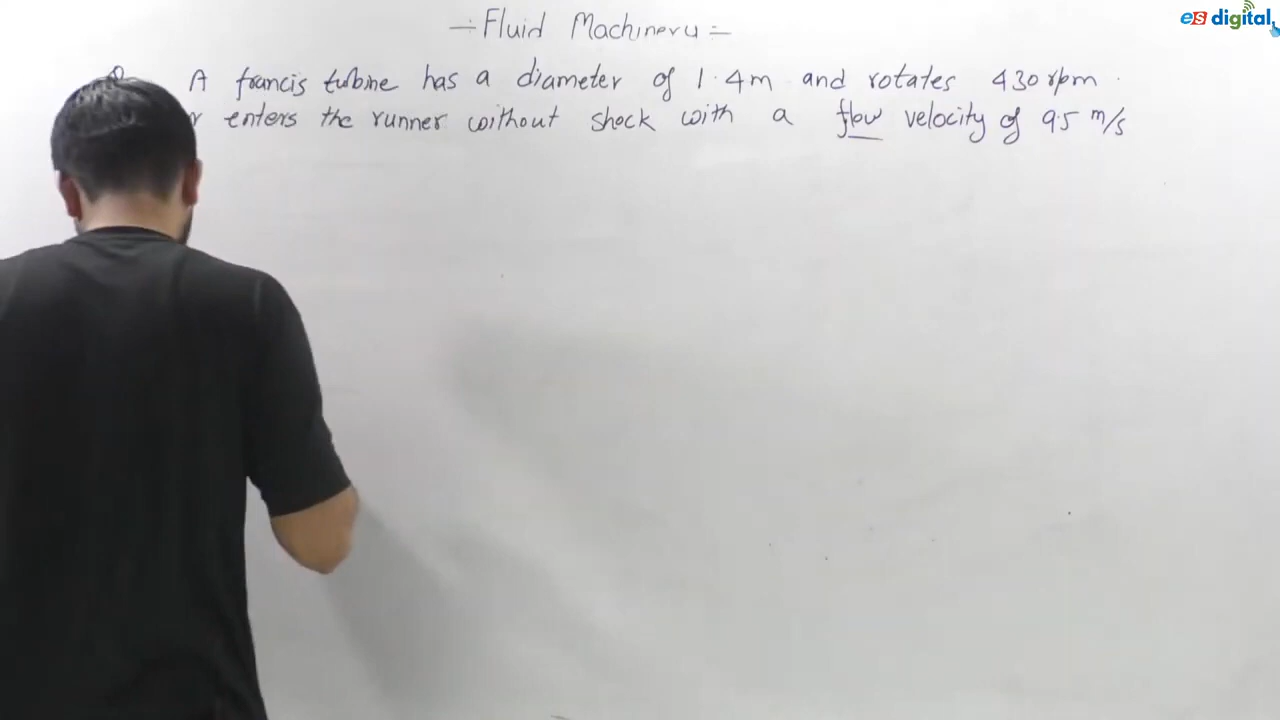 Fluid Machinery
es digital
A francis turbine has a diameter of 1.4m and rotates 430 rpm.
enters the runner without shock with a flow velocity of 9.5 m/s